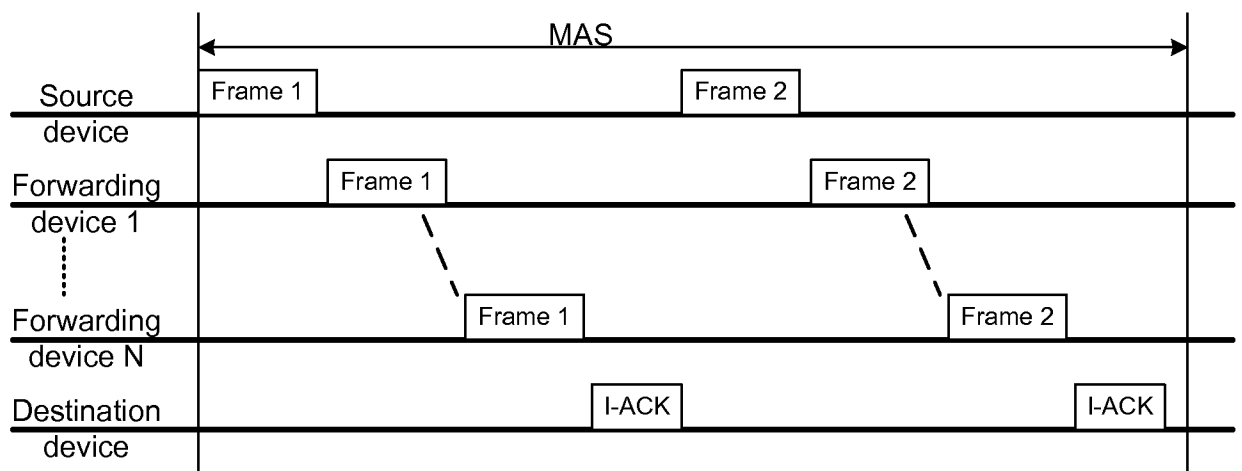 MAS
Source
device
Frame 1
Frame 2
Forwarding
device 1
Frame 1
Frame 2
Forwarding
device N
Frame 1
Frame 2
Destination
device
I-ACK
I-ACK